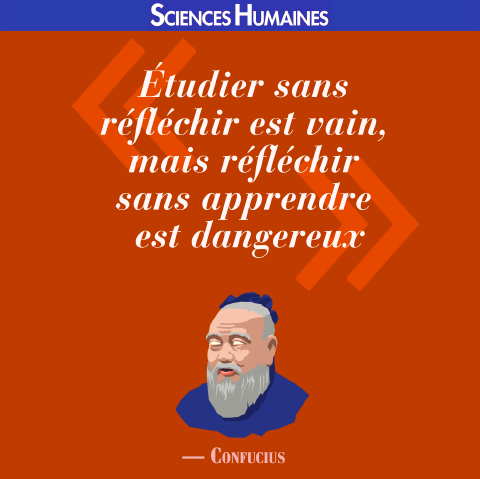 SCIENCES HUMAINES
Étudier sans
réfléchir est vain,
mais réfléchir
sans apprendre
est dangereux
— CONFUCIUS